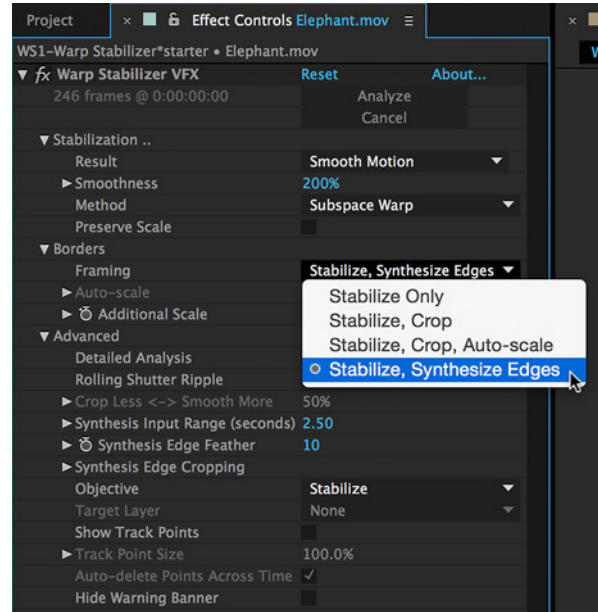 Project × Effect Controls Elephant.mov ≡ ×
WS1-Warp Stabilizer*starter • Elephant.mov
▼ fx Warp Stabilizer VFX Reset About...
246 frames @ 0:00:00:00 Analyze
Cancel
▼ Stabilization ..
Result Smooth Motion ▼
► Smoothness 200%
Method Subspace Warp ▼
Preserve Scale
▼ Borders
Framing Stabilize, Synthesize Edges ▼
► Auto-scale
► Additional Scale
Stabilize Only
Stabilize, Crop
Stabilize, Crop, Auto-scale
Stabilize, Synthesize Edges
▼ Advanced
Detailed Analysis
Rolling Shutter Ripple
► Crop Less <-> Smooth More 50%
► Synthesis Input Range (seconds) 2.50
► Synthesis Edge Feather 10
► Synthesis Edge Cropping
Objective Stabilize ▼
Target Layer None ▼
Show Track Points
► Track Point Size 100.0%
Auto-delete Points Across Time ✓
Hide Warning Banner